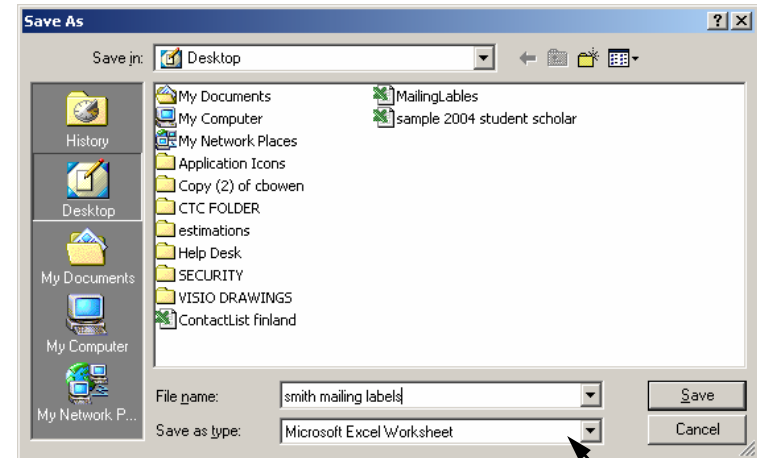 Save As
Save in: Desktop
History
Desktop
My Documents
My Computer
My Network P...
My Documents
My Computer
My Network Places
Application Icons
Copy (2) of cbowen
CTC FOLDER
estimations
Help Desk
SECURITY
VISIO DRAWINGS
ContactList finland
MailingLables
sample 2004 student scholar
File name: smith mailing labels Save
Save as type: Microsoft Excel Worksheet Cancel